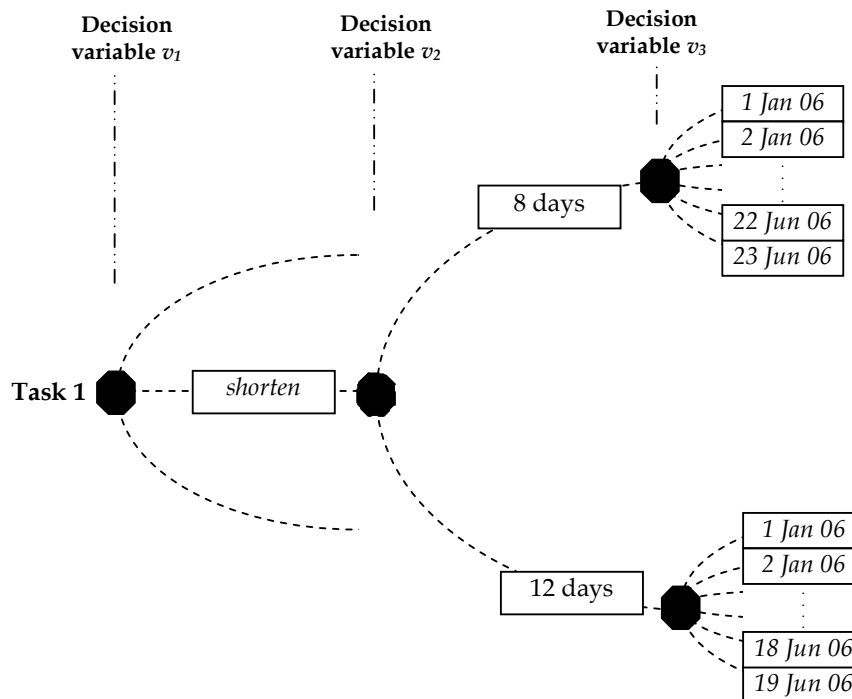 Decision
variable v₁
Decision
variable v₂
Decision
variable v₃
1 Jan 06
2 Jan 06
22 Jun 06
23 Jun 06
8 days
Task 1
shorten
12 days
1 Jan 06
2 Jan 06
18 Jun 06
19 Jun 06